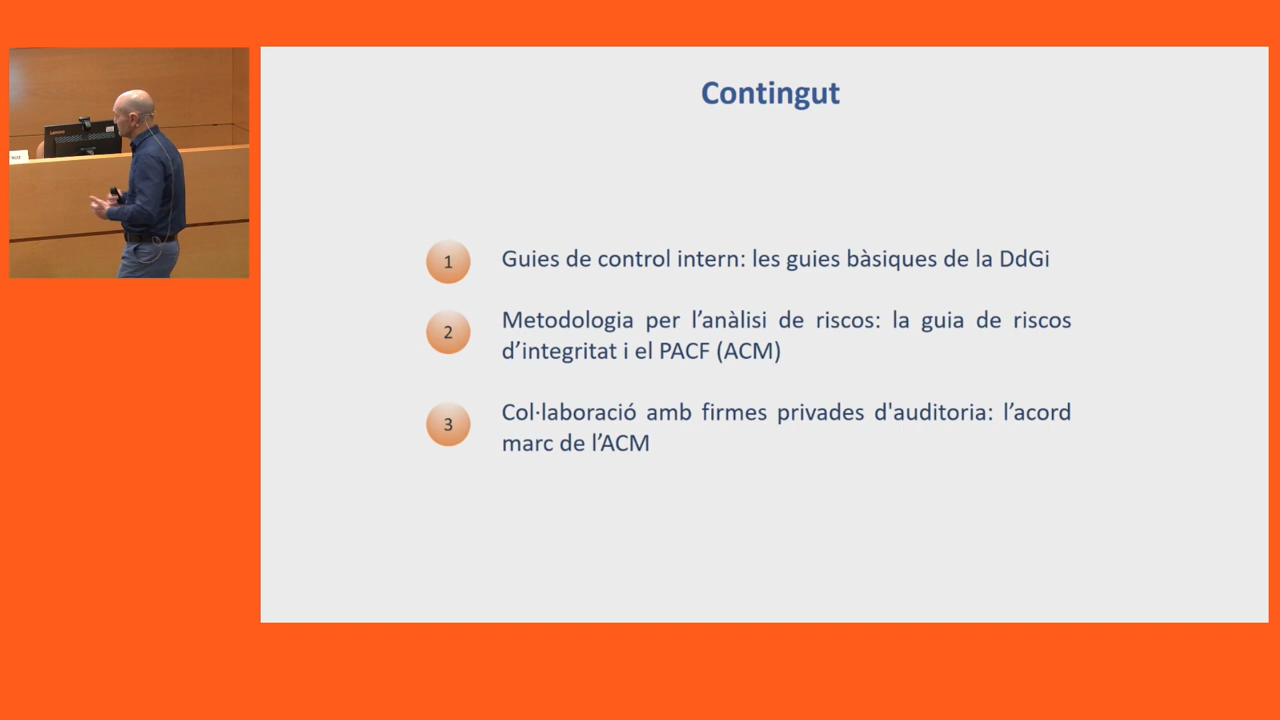 Contingut
1
Guies de control intern: les guies bàsiques de la DdGi
2
Metodologia per l’anàlisi de riscos: la guia de riscos
d’integritat i el PACF (ACM)
3
Col·laboració amb firmes privades d'auditoria: l’acord
marc de l’ACM
Lenovo